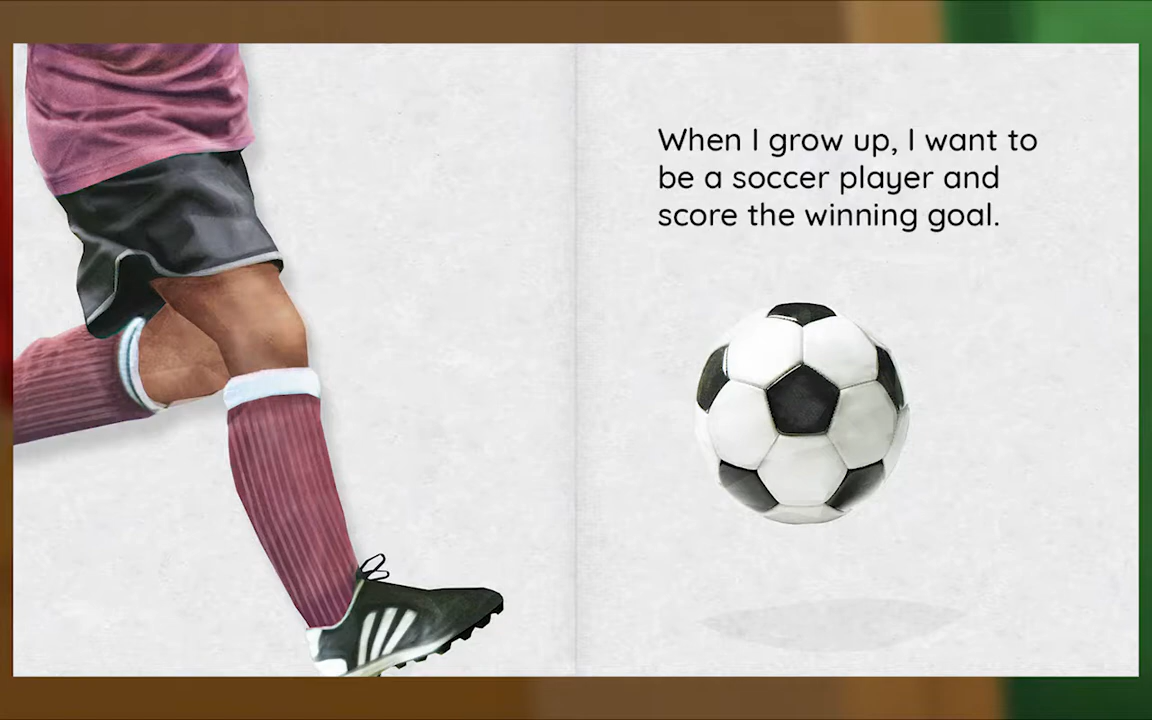 When I grow up, I want to
be a soccer player and
score the winning goal.